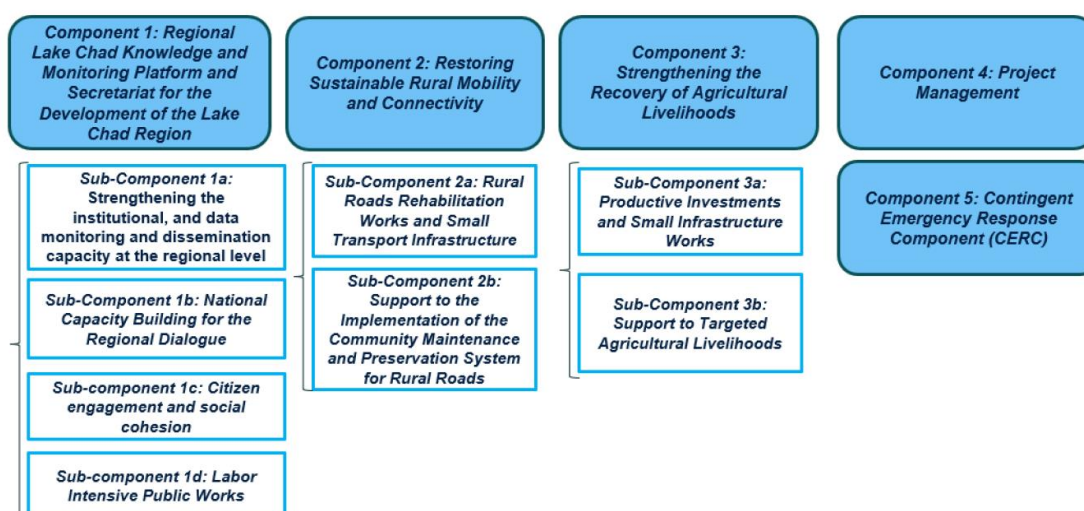 Component 1: Regional
Lake Chad Knowledge and
Monitoring Platform and
Secretariat for the
Development of the Lake
Chad Region
Sub-Component 1a:
Strengthening the
institutional, and data
monitoring and dissemination
capacity at the regional level
Sub-Component 1b: National
Capacity Building for the
Regional Dialogue
Sub-component 1c: Citizen
engagement and social
cohesion
Sub-component 1d: Labor
Intensive Public Works
Component 2: Restoring
Sustainable Rural Mobility
and Connectivity
Sub-Component 2a: Rural
Roads Rehabilitation
Works and Small
Transport Infrastructure
Sub-Component 2b:
Support to the
Implementation of the
Community Maintenance
and Preservation System
for Rural Roads
Component 3:
Strengthening the
Recovery of Agricultural
Livelihoods
Sub-Component 3a:
Productive Investments
and Small Infrastructure
Works
Sub-Component 3b:
Support to Targeted
Agricultural Livelihoods
Component 4: Project
Management
Component 5: Contingent
Emergency Response
Component (CERC)